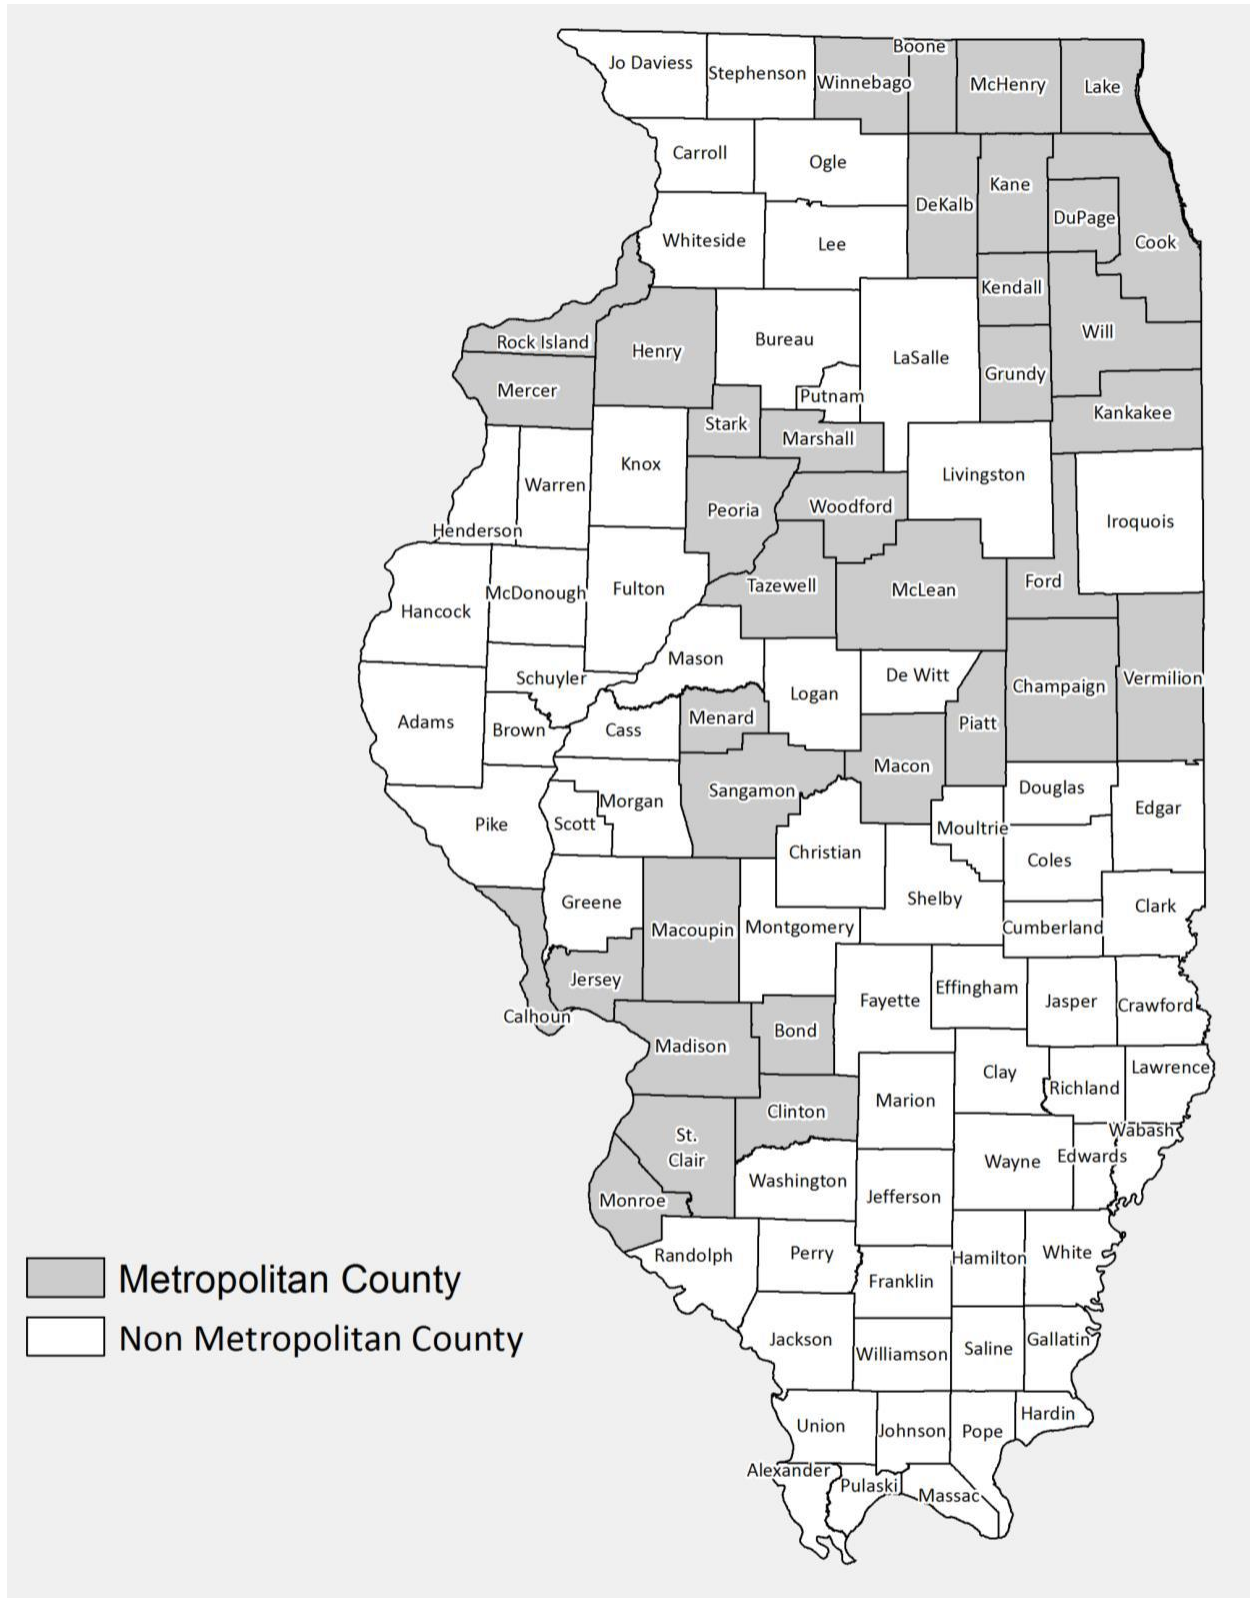 Boone
Jo Daviess
Stephenson
Winnebago
McHenry
Lake
Carroll
Ogle
Kane
DeKalb
DuPage
Cook
Whiteside
Lee
Kendall
Rock Island
Henry
Bureau
LaSalle
Will
Grundy
Mercer
Putnam
Kankakee
Stark
Marshall
Knox
Livingston
Warren
Peoria
Woodford
Iroquois
Henderson
Hancock
McDonough
Fulton
Tazewell
McLean
Ford
Mason
Schuyler
Logan
De Witt
Champaign
Vermilion
Adams
Brown
Cass
Menard
Piatt
Macon
Sangamon
Douglas
Edgar
Morgan
Pike
Scott
Moultrie
Christian
Coles
Greene
Shelby
Clark
Macoupin
Montgomery
Cumberland
Jersey
Effingham
Fayette
Jasper
Crawford
Calhoun
Bond
Madison
Clay
Richland
Lawrence
Clinton
Marion
St.
Clair
Wabash
Edwards
Wayne
Washington
Monroe
Jefferson
Randolph
Perry
Hamilton
White
Franklin
Metropolitan County
Non Metropolitan County
Jackson
Williamson
Saline
Gallatin
Union
Johnson
Pope
Hardin
Alexander
Pulaski
Massac